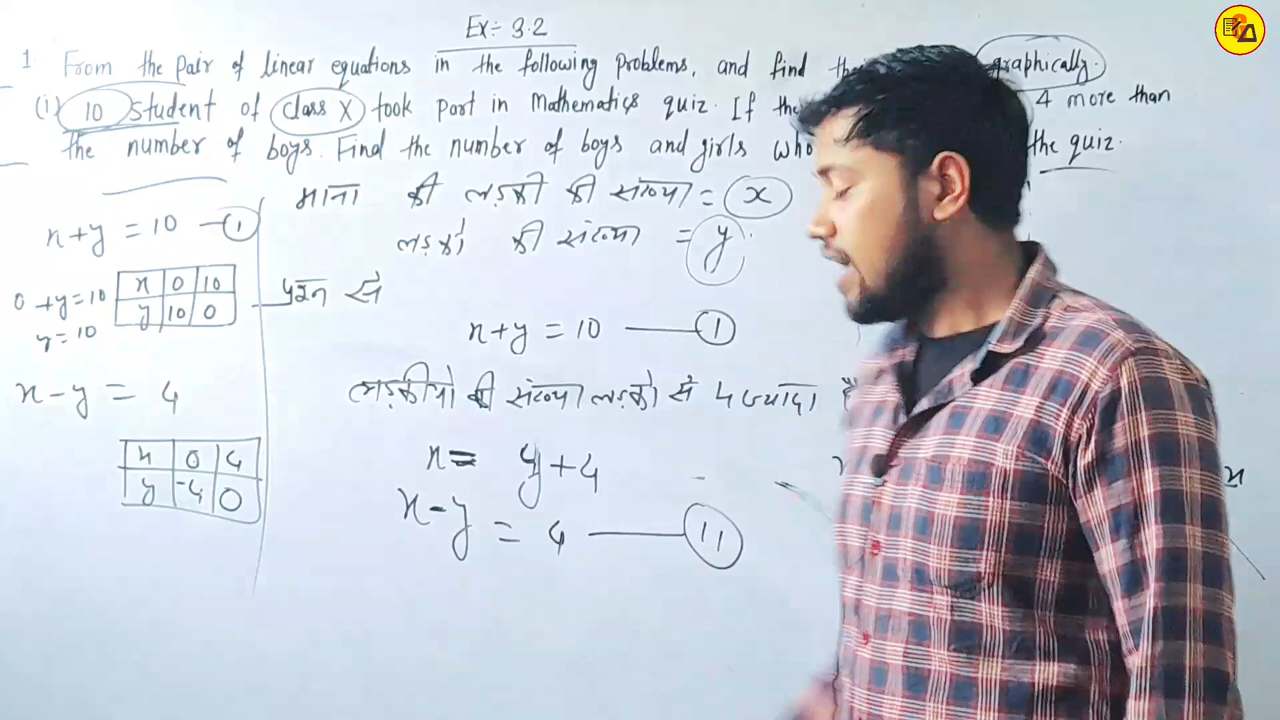 Ex:- 3.2
1. From the pair of linear equations in the following problems, and find the graphically.
(i) 10 student of class X took part in Mathematics quiz. If the 4 more than
the number of boys. Find the number of boys and girls who the quiz.
माना की लड़की की संख्या = x
लड़को की संख्या = y
x+y = 10 — 1
0+y=10
y=10
x 0 10
y 10 0
प्रश्न से
x+y = 10 — 1
x-y = 4
लड़कीयो की संख्या लड़को से 4 ज्यादा
x 0 4
y -4 0
x= y+4
x-y = 4 — 11
x